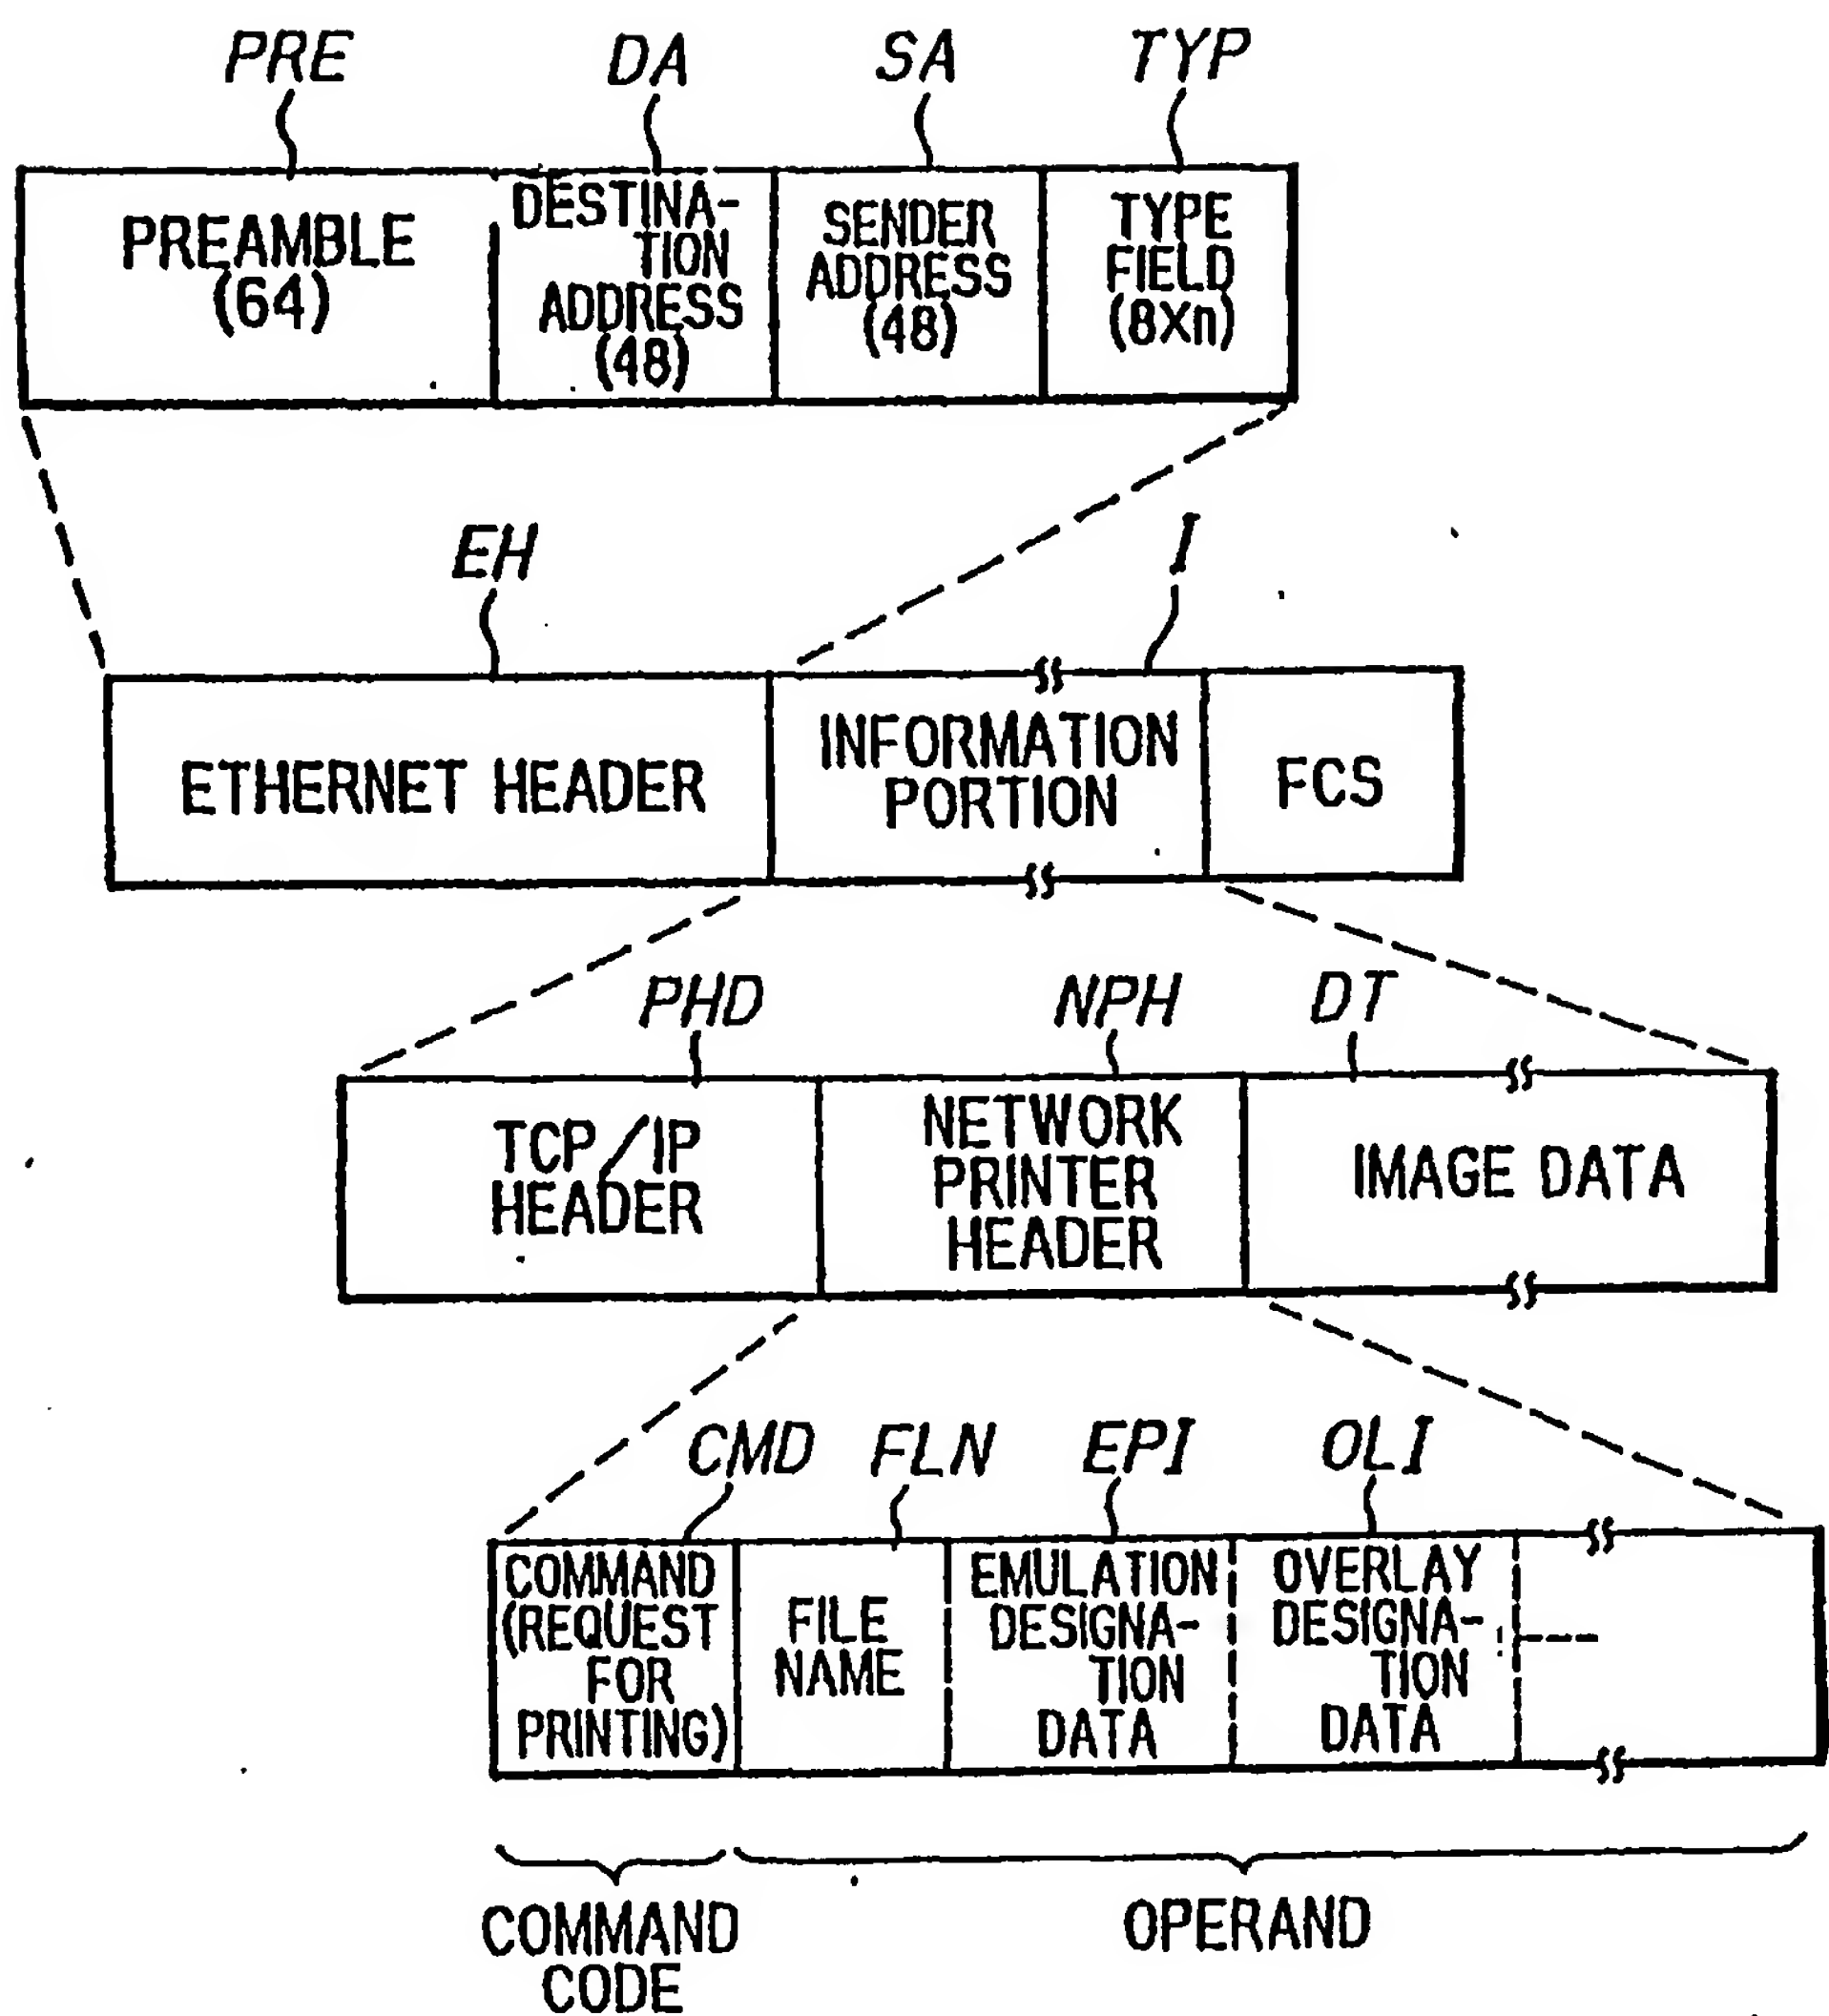 PRE DA SA TYP
PREAMBLE
(64)
DESTINA-
TION
ADDRESS
(48)
SENDER
ADDRESS
(48)
TYPE
FIELD
(8Xn)
EH I
ETHERNET HEADER
INFORMATION
PORTION
FCS
PHD NPH DT
TCP/IP
HEADER
NETWORK
PRINTER
HEADER
IMAGE DATA
CMD FLN EPI OLI
COMMAND
(REQUEST
FOR
PRINTING)
FILE
NAME
EMULATION
DESIGNA-
TION
DATA
OVERLAY
DESIGNA-
TION
DATA
COMMAND
CODE
OPERAND